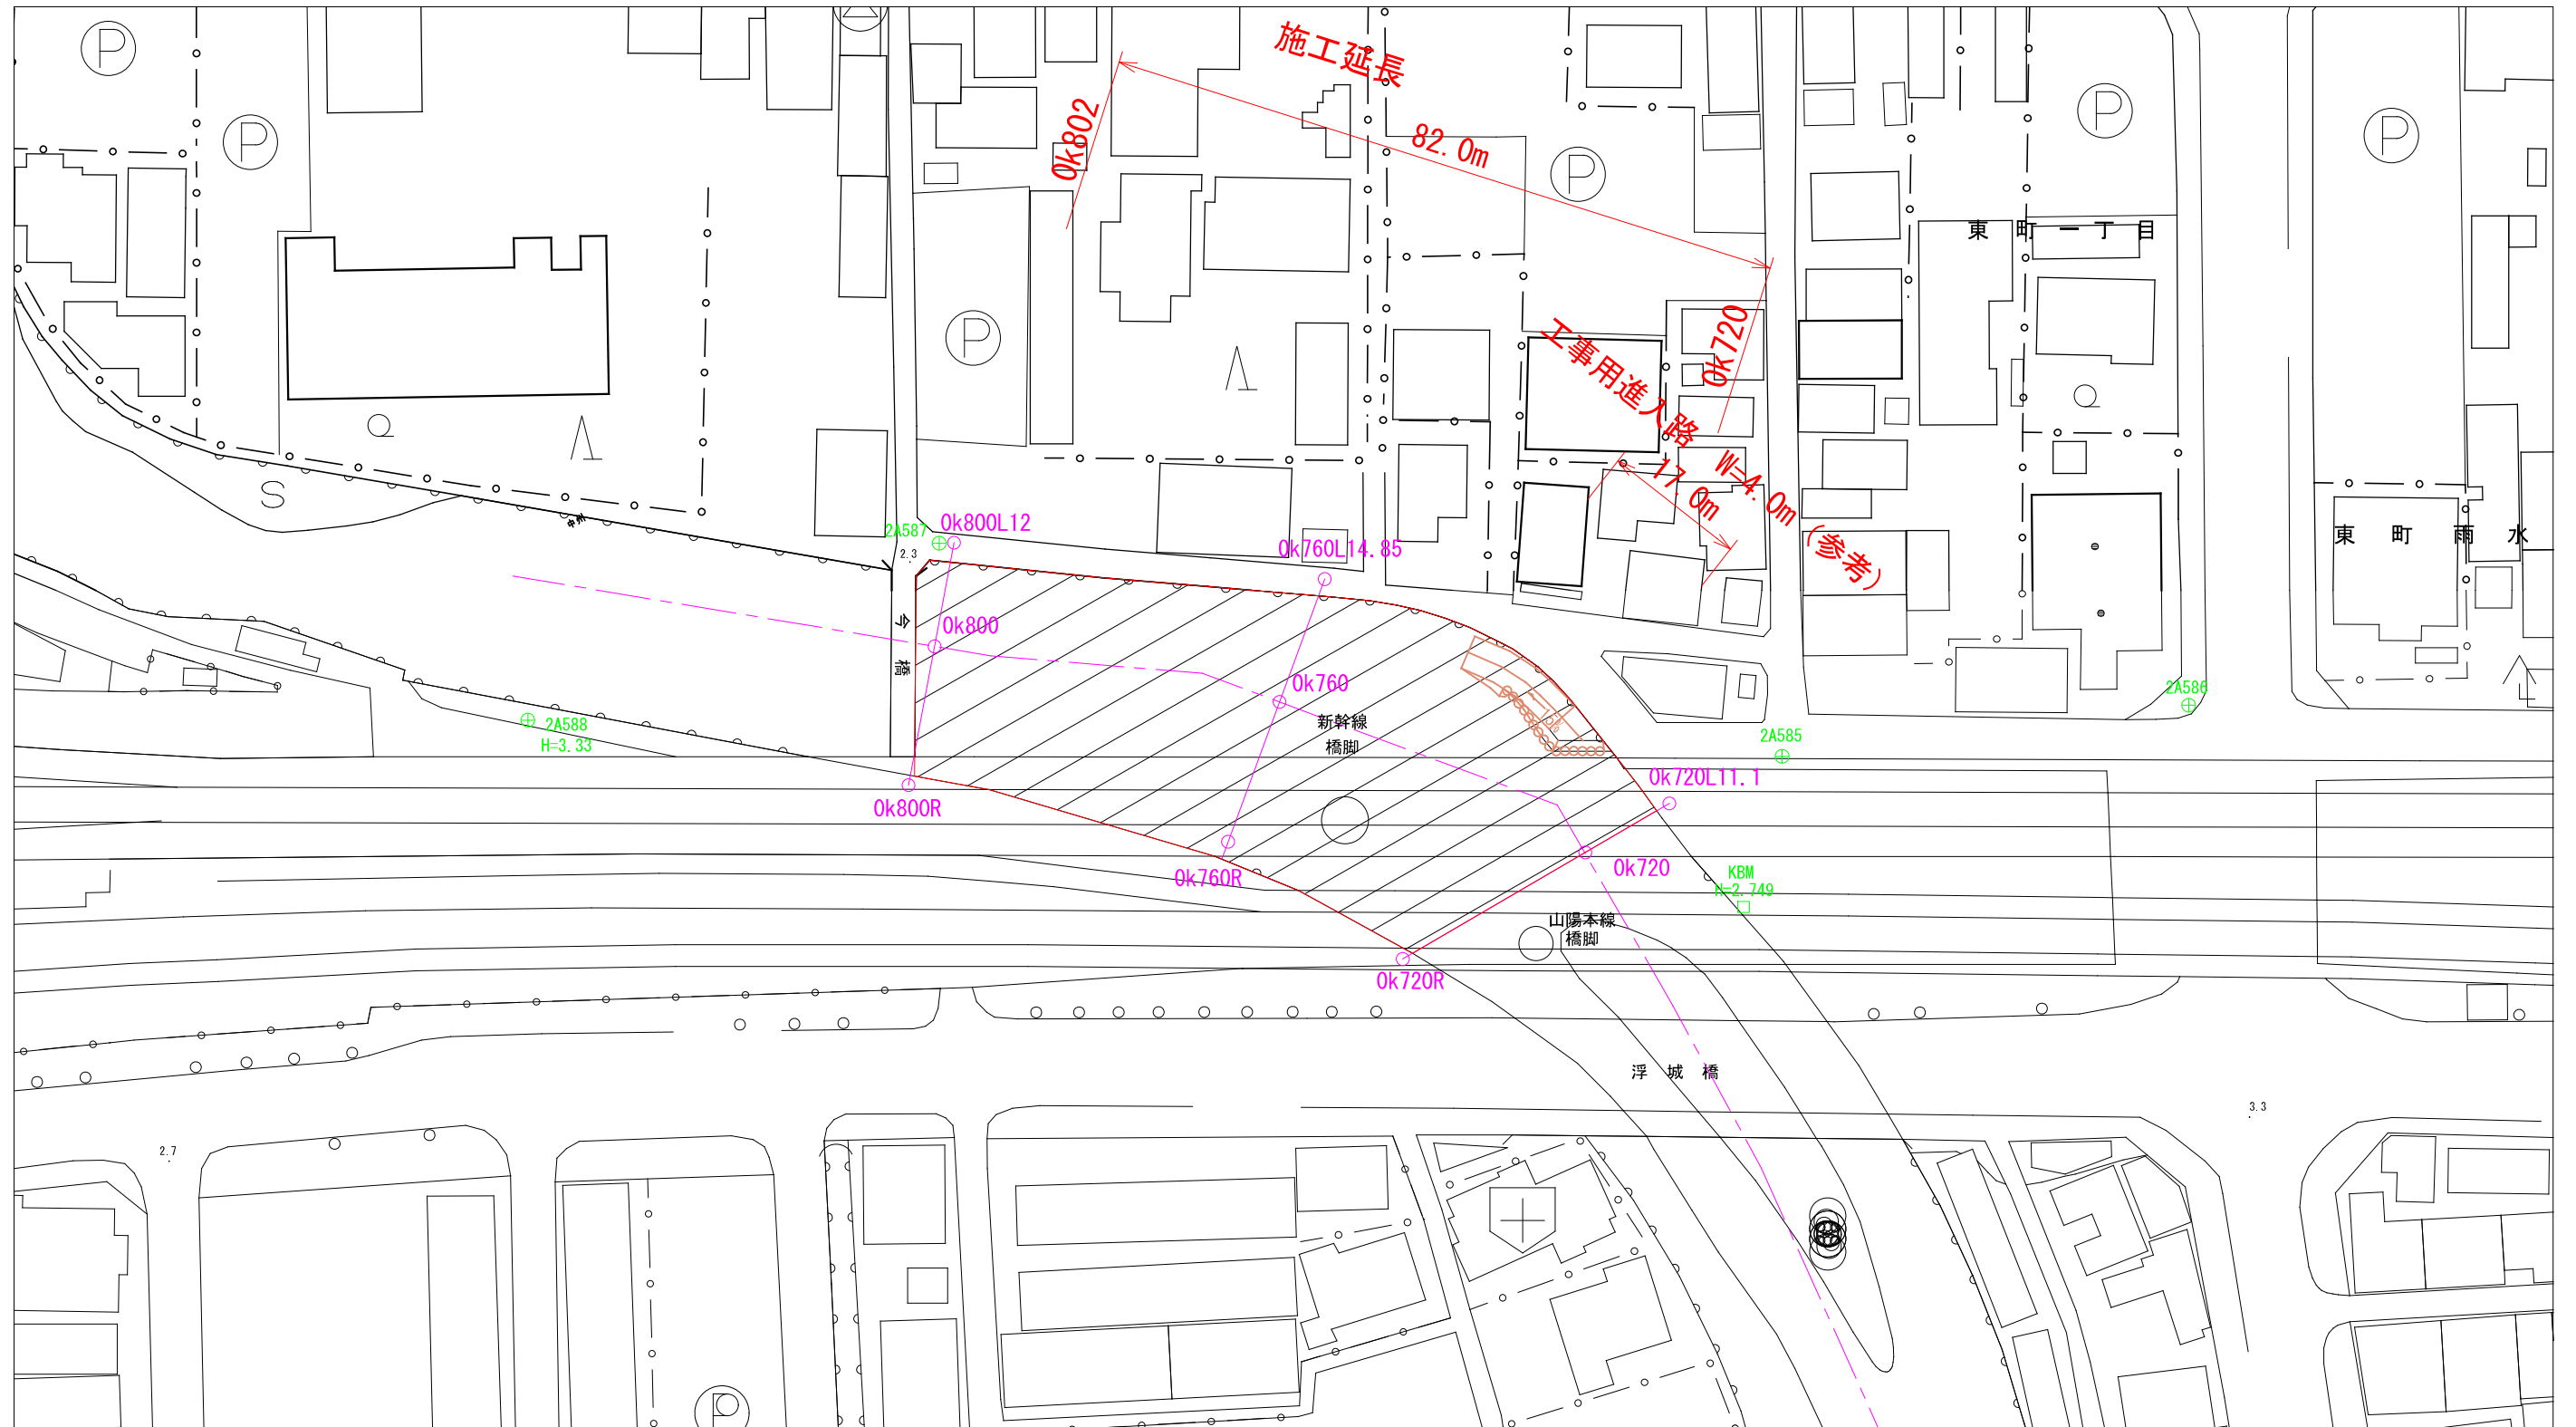 P
P
P
P
P
P
P
施工延長
0k802
82.0m
0k720
東町一丁目
工事用進入路
W=4.0m（参考）
17.0m
東町雨水
S
中州
2A587
2.3
0k800L12
0k760L14.85
今橋
0k800
0k760
新幹線
橋脚
2A588
H=3.33
2A586
2A585
0k800R
0k720L11.1
0k760R
0k720
KBM
H=2.749
山陽本線
橋脚
0k720R
浮城橋
3.3
2.7